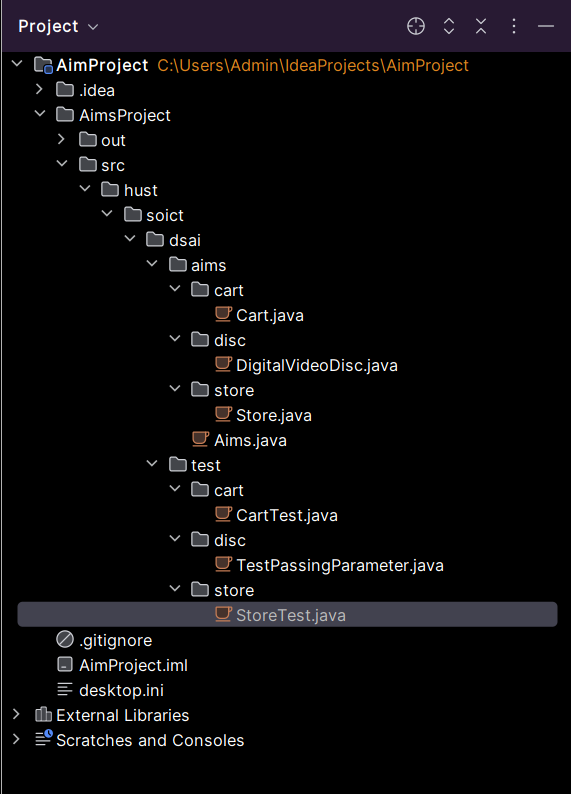 Project
AimProject C:\Users\Admin\IdeaProjects\AimProject
.idea
AimsProject
out
src
hust
soict
dsai
aims
cart
Cart.java
disc
DigitalVideoDisc.java
store
Store.java
Aims.java
test
cart
CartTest.java
disc
TestPassingParameter.java
store
StoreTest.java
.gitignore
AimProject.iml
desktop.ini
External Libraries
Scratches and Consoles